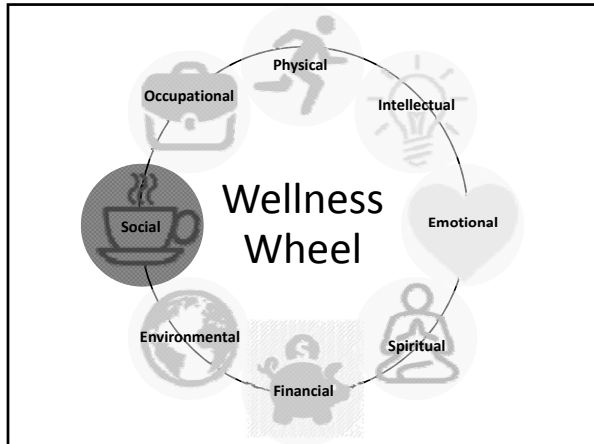 Physical
Occupational
Intellectual
Wellness
Wheel
Social
Emotional
Environmental
Spiritual
Financial
$